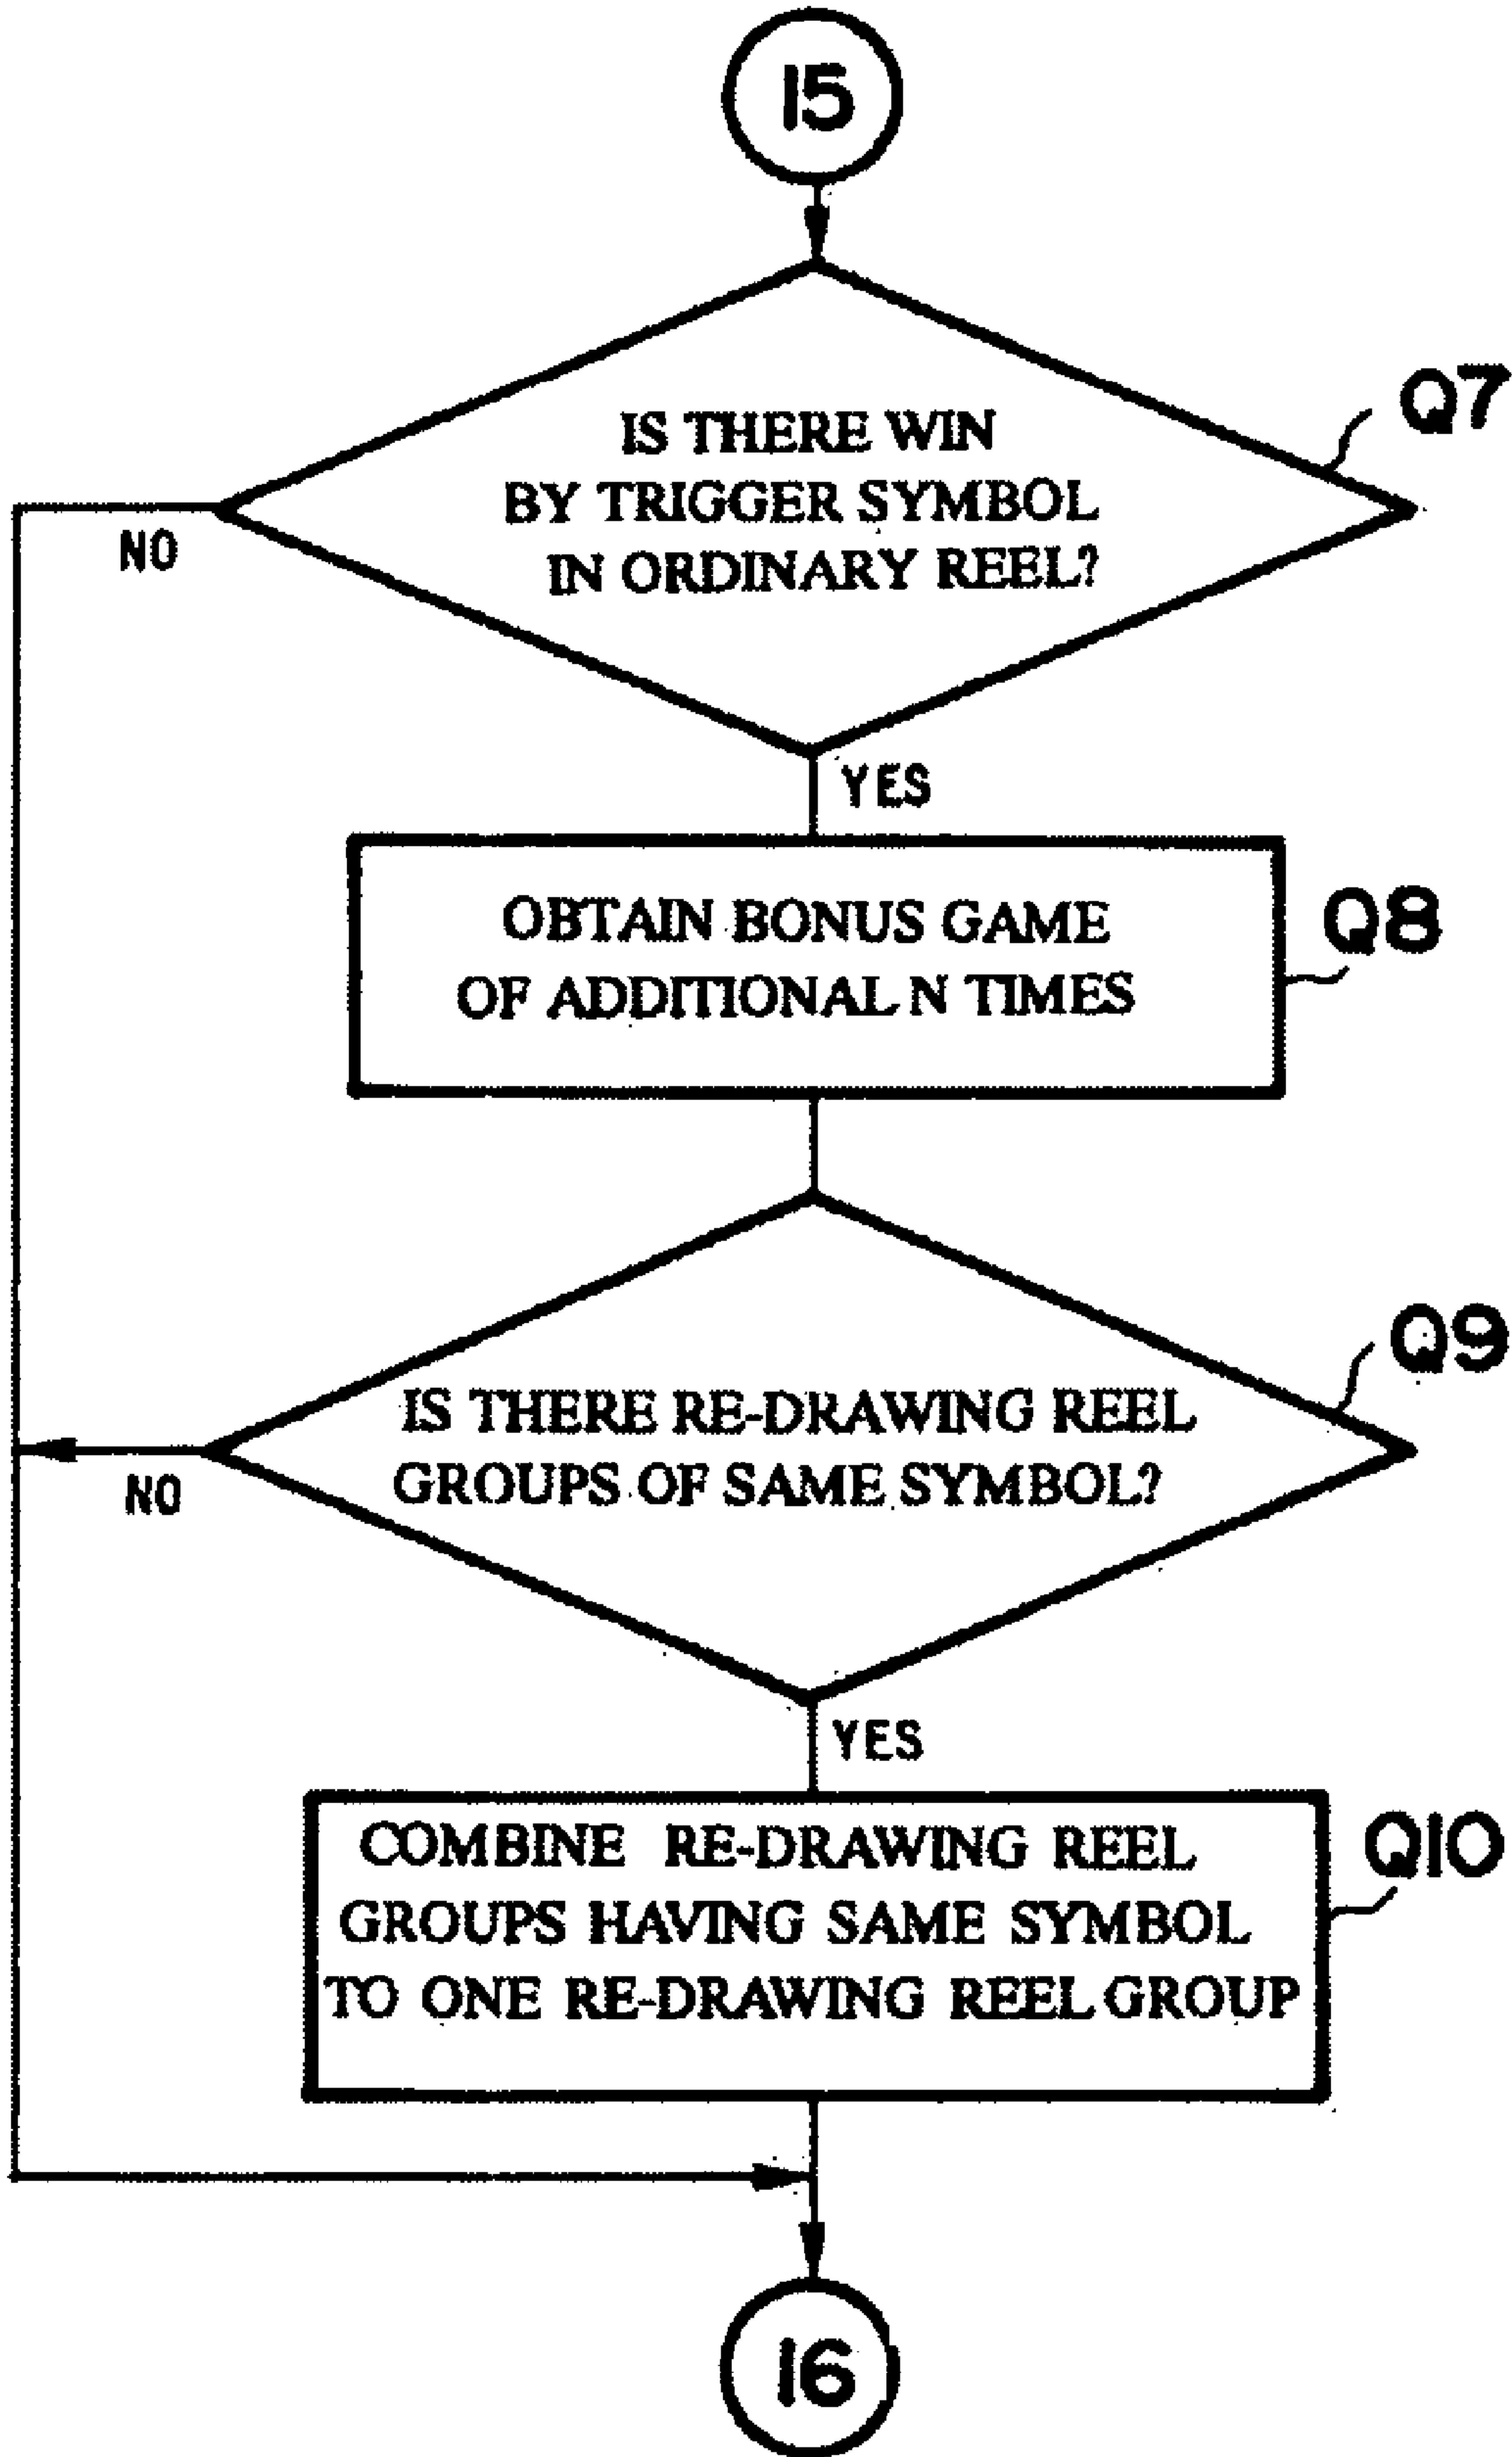 15
IS THERE WIN
BY TRIGGER SYMBOL
IN ORDINARY REEL?
Q7
NO
YES
OBTAIN BONUS GAME
OF ADDITIONAL N TIMES
Q8
IS THERE RE-DRAWING REEL
GROUPS OF SAME SYMBOL?
Q9
NO
YES
COMBINE RE-DRAWING REEL
GROUPS HAVING SAME SYMBOL
TO ONE RE-DRAWING REEL GROUP
Q10
16